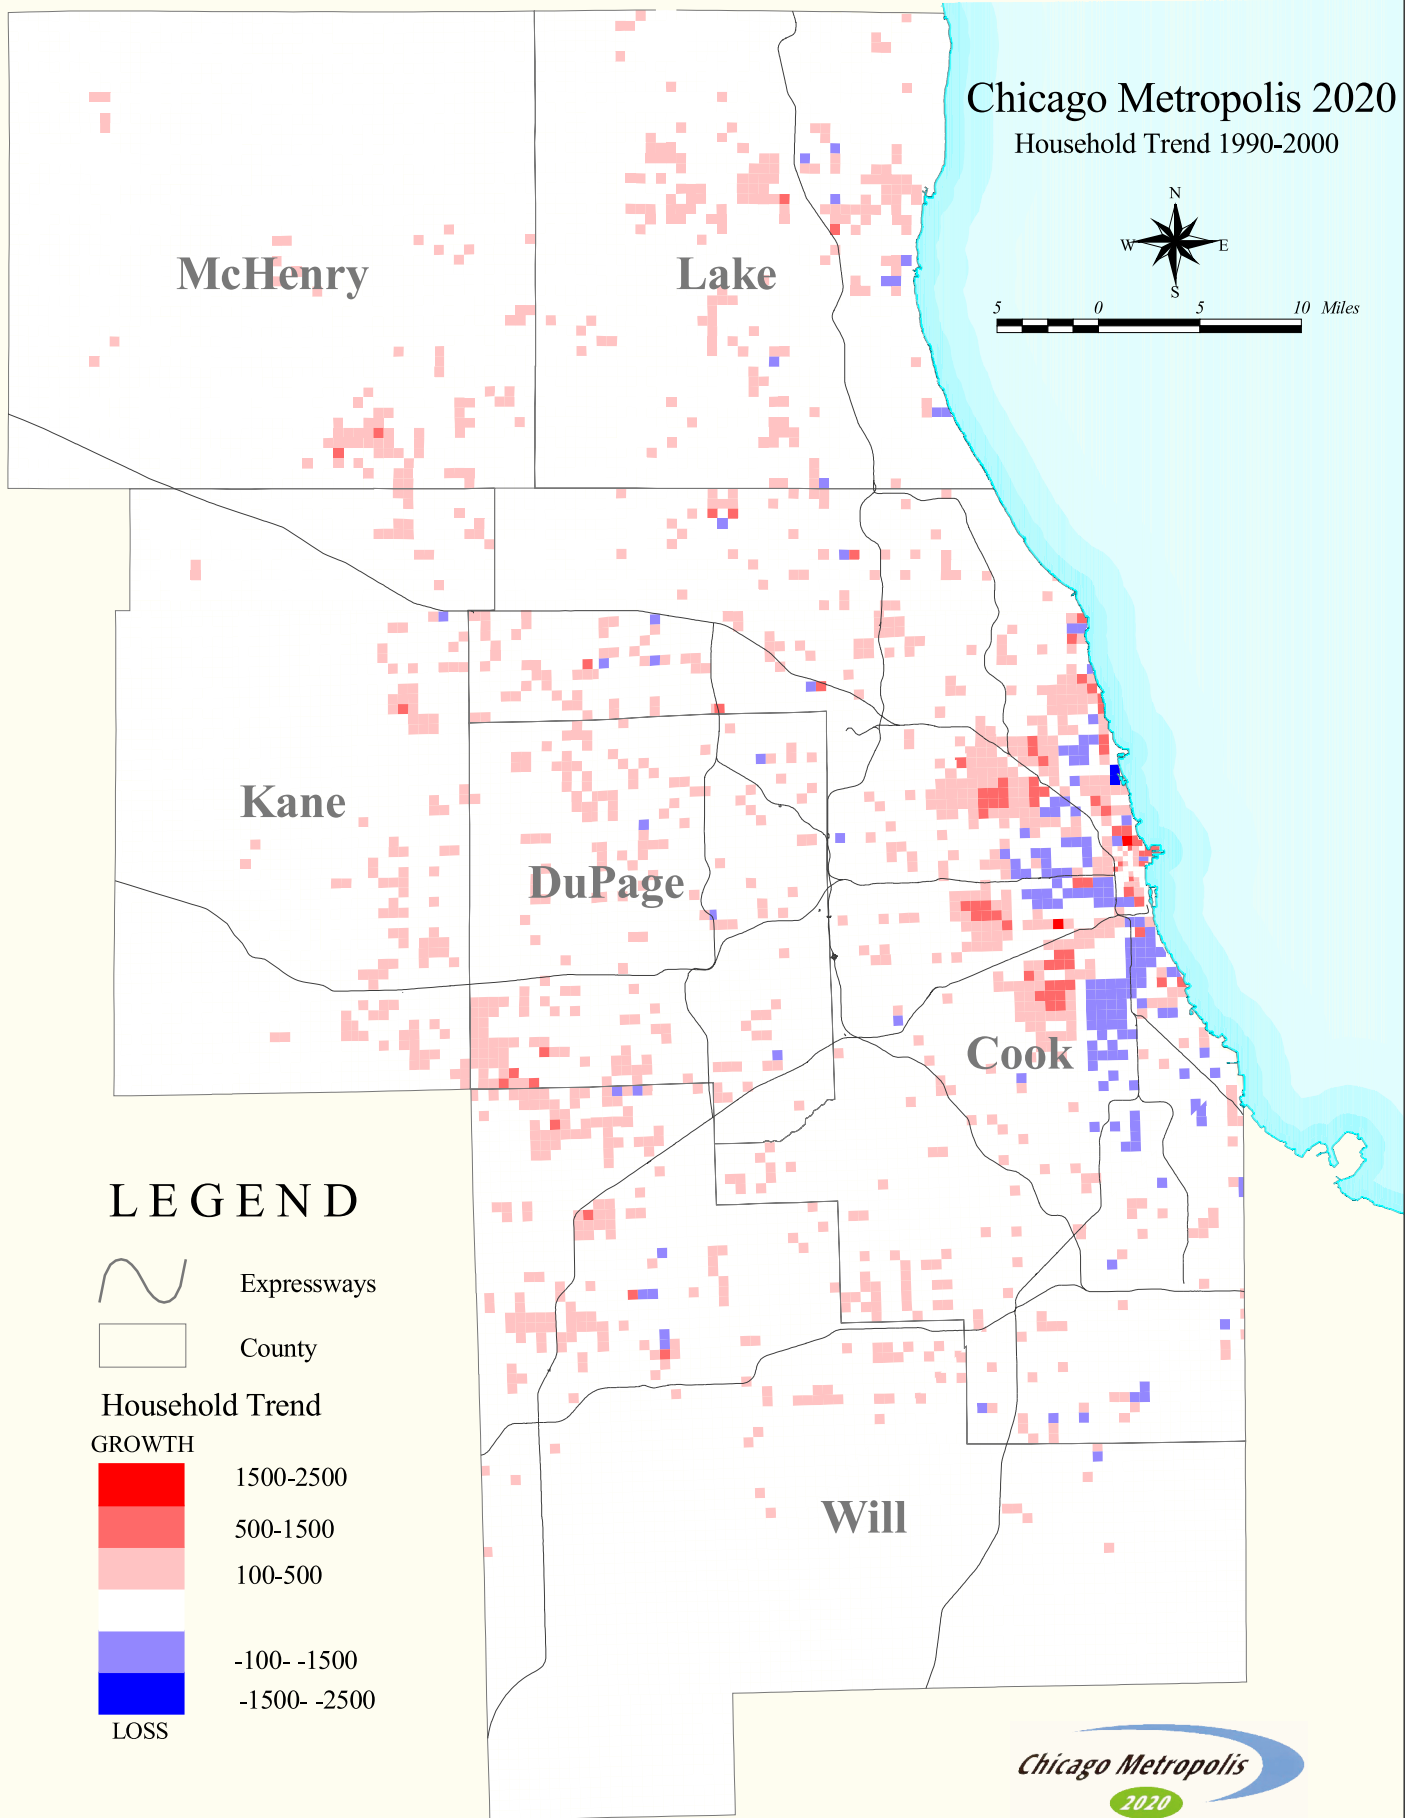 Chicago Metropolis 2020
Household Trend 1990-2000
N
W E
S
5 0 5 10 Miles
McHenry
Lake
Kane
DuPage
Cook
Will
LEGEND
Expressways
County
Household Trend
GROWTH
1500-2500
500-1500
100-500
-100- -1500
-1500- -2500
LOSS
Chicago Metropolis
2020